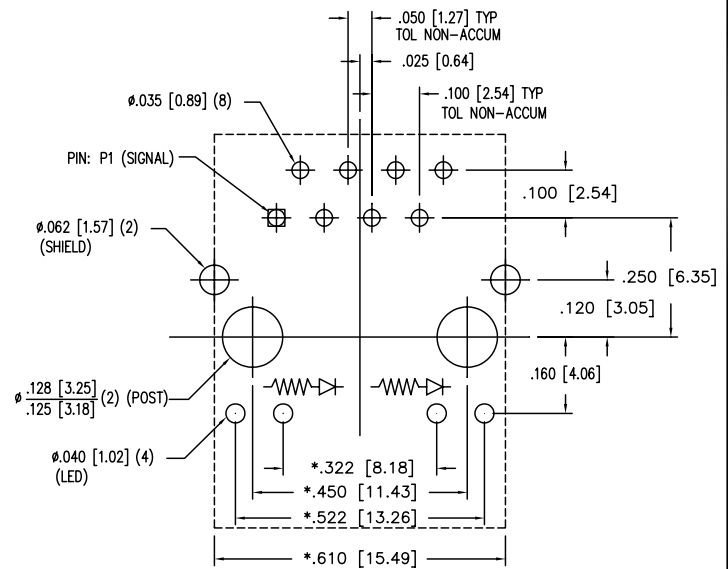 .050 [1.27] TYP
TOL NON-ACCUM
.025 [0.64]
.100 [2.54] TYP
TOL NON-ACCUM
ø.035 [0.89] (8)
PIN: P1 (SIGNAL)
.100 [2.54]
ø.062 [1.57] (2)
(SHIELD)
.250 [6.35]
.120 [3.05]
.160 [4.06]
ø .128 [3.25]
.125 [3.18] (2) (POST)
ø.040 [1.02] (4)
(LED)
*.322 [8.18]
*.450 [11.43]
*.522 [13.26]
*.610 [15.49]